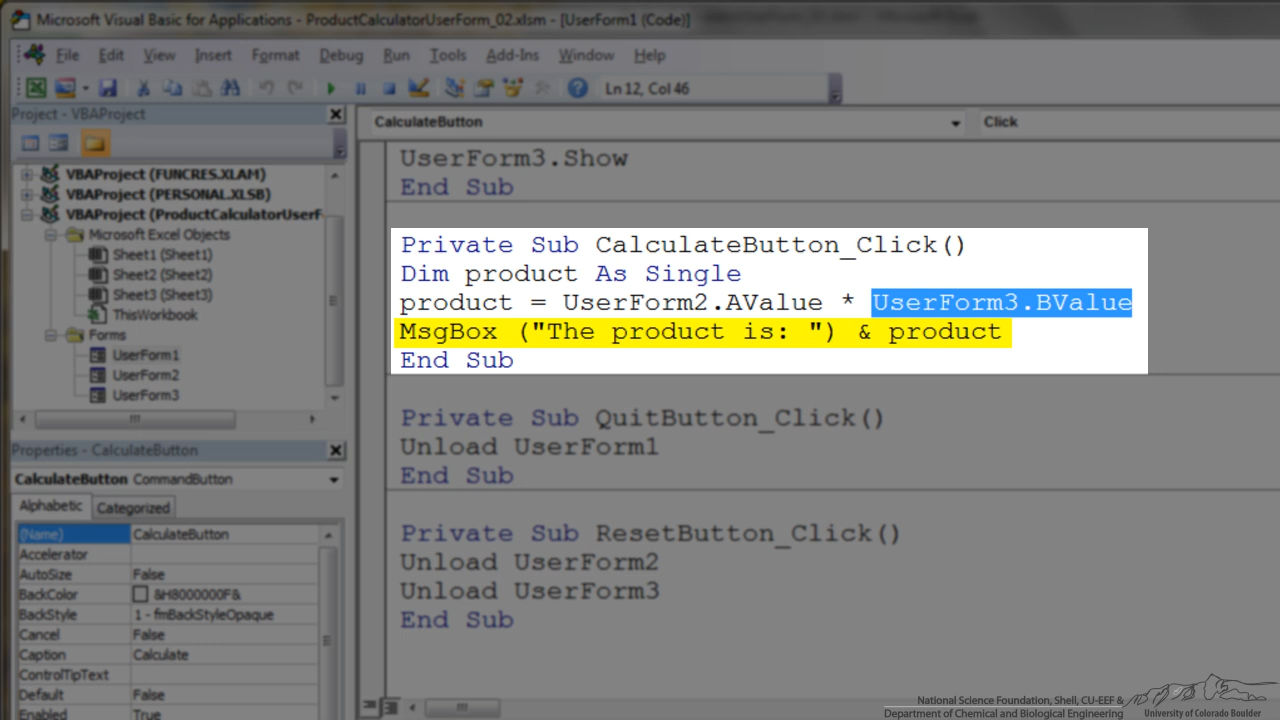 Microsoft Visual Basic for Applications - ProductCalculatorUserForm_02.xlsm - [UserForm1 (Code)]
File Edit View Insert Format Debug Run Tools Add-Ins Window Help
Ln 12, Col 46
Project - VBAProject
VBAProject (FUNCRES.XLAM)
VBAProject (PERSONAL.XLSB)
VBAProject (ProductCalculatorUserF
Microsoft Excel Objects
Sheet1 (Sheet1)
Sheet2 (Sheet2)
Sheet3 (Sheet3)
ThisWorkbook
Forms
UserForm1
UserForm2
UserForm3
Properties - CalculateButton
CalculateButton CommandButton
Alphabetic Categorized
(Name) CalculateButton
Accelerator
AutoSize False
BackColor &H8000000F&
BackStyle 1 - fmBackStyleOpaque
Cancel False
Caption Calculate
ControlTipText
Default False
Enabled True
CalculateButton Click
UserForm3.Show
End Sub
Private Sub CalculateButton_Click()
Dim product As Single
product = UserForm2.AValue * UserForm3.BValue
MsgBox ("The product is: ") & product
End Sub
Private Sub QuitButton_Click()
Unload UserForm1
End Sub
Private Sub ResetButton_Click()
Unload UserForm2
Unload UserForm3
End Sub
National Science Foundation, Shell, CU-EEF &
Department of Chemical and Biological Engineering
University of Colorado Boulder